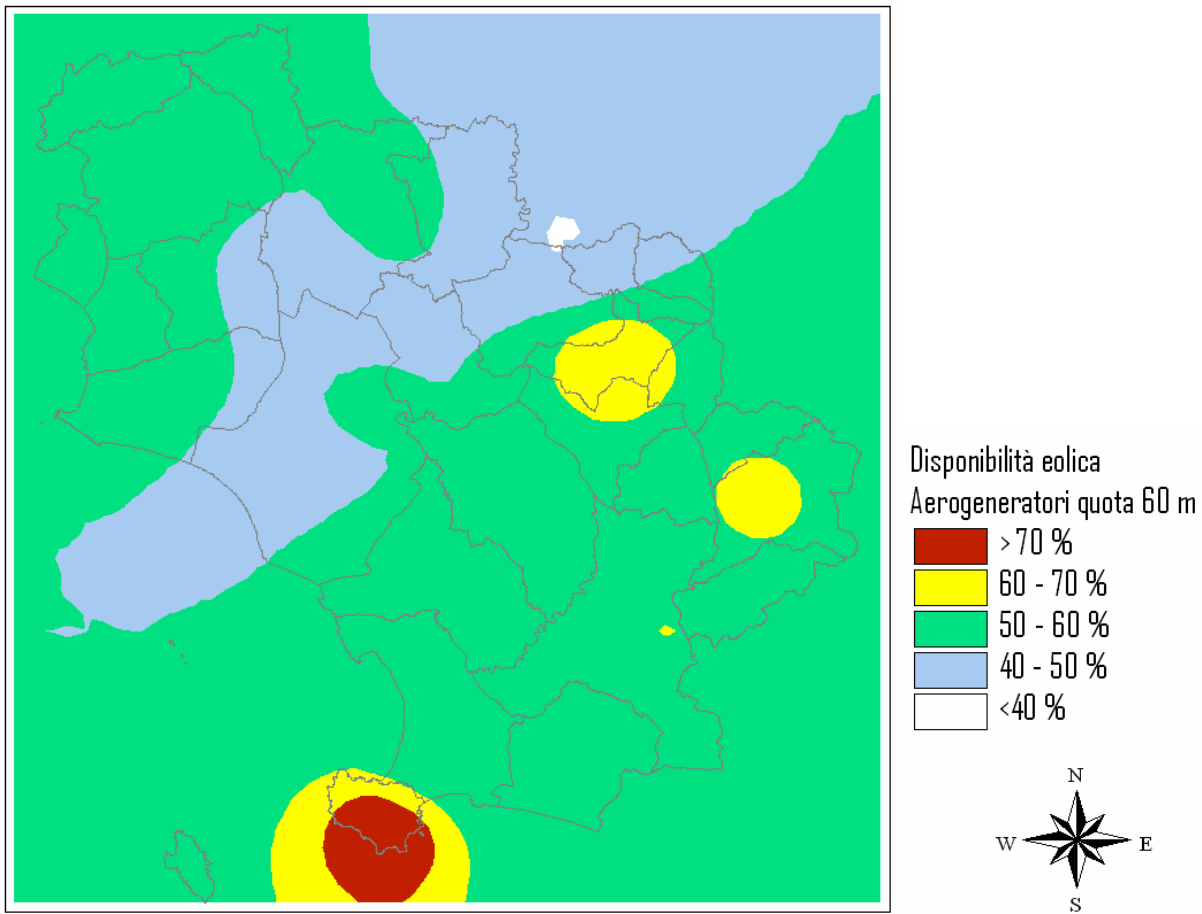 Disponibilità eolica
Aerogeneratori quota 60 m
>70 %
60 - 70 %
50 - 60 %
40 - 50 %
<40 %
N
W E
S